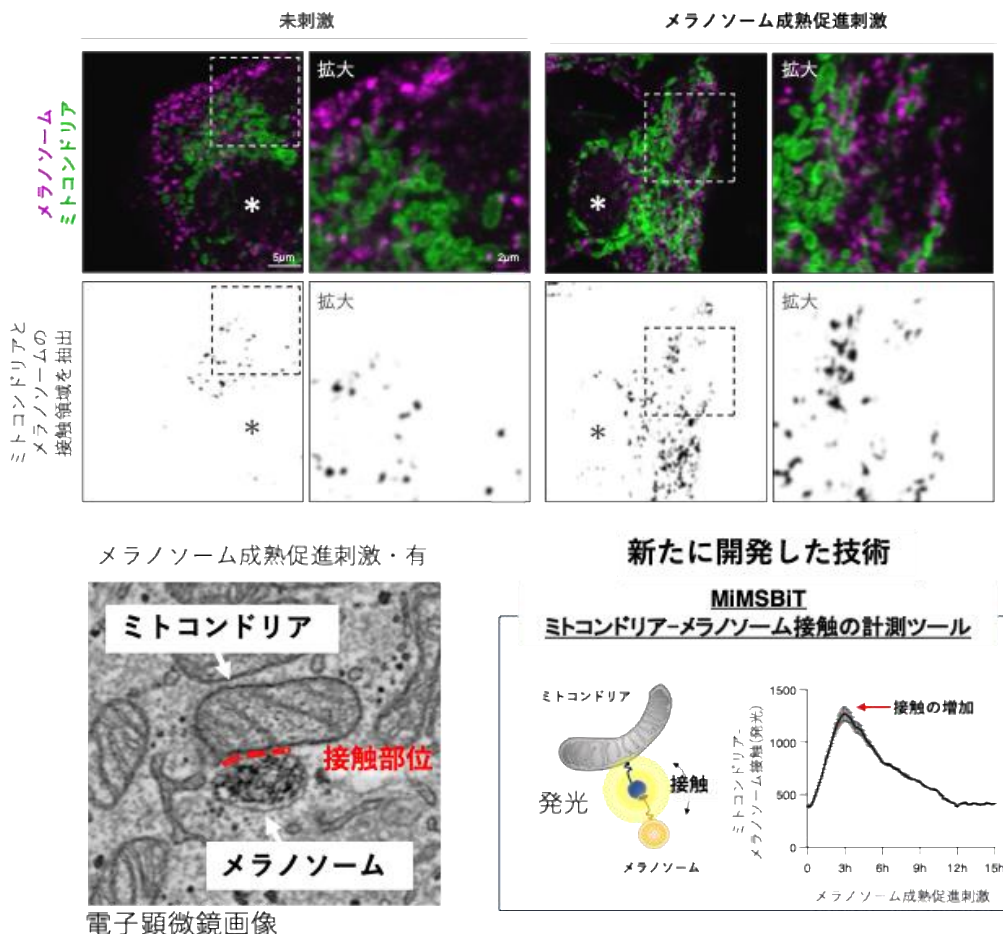 未刺激
メラノソーム成熟促進刺激
メラノソーム
ミトコンドリア
拡大
拡大
*
5μm
2μm
*
ミトコンドリアと
メラノソームの
接触領域を抽出
拡大
拡大
*
*
メラノソーム成熟促進刺激・有
ミトコンドリア
接触部位
メラノソーム
電子顕微鏡画像
新たに開発した技術
MiMSBiT
ミトコンドリア-メラノソーム接触の計測ツール
ミトコンドリア
発光
接触
メラノソーム
ミトコンドリア-
メラノソーム接触(発光)
1500
1000
500
0
接触の増加
0 3h 6h 9h 12h 15h
メラノソーム成熟促進刺激